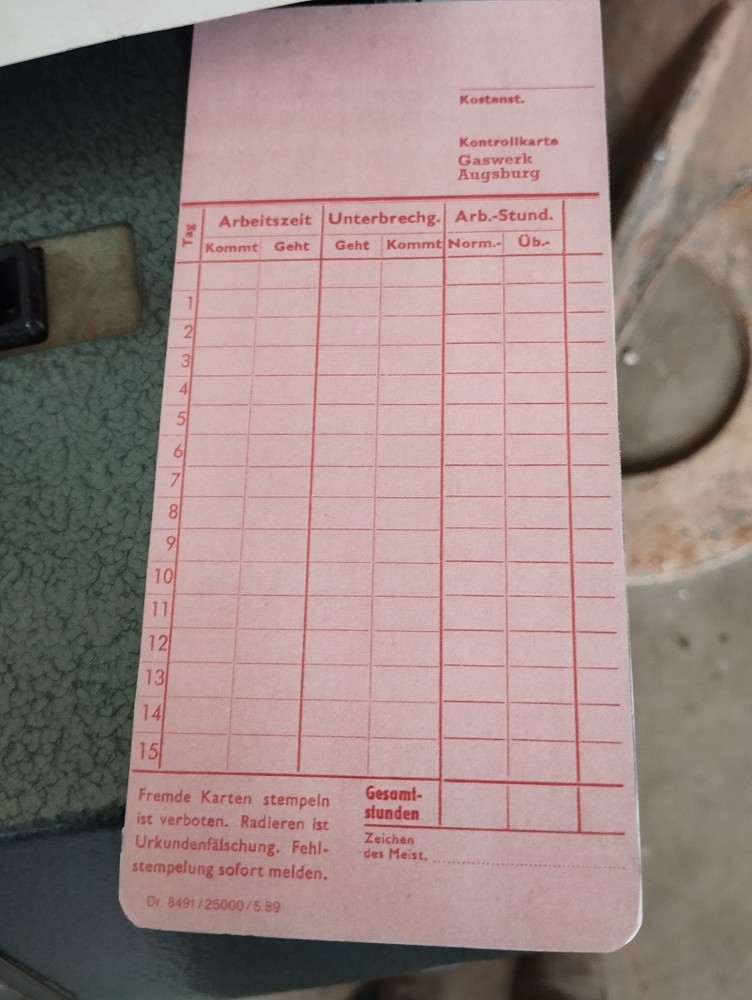 Kostenst.
Kontrollkarte
Gaswerk
Augsburg
Tag Arbeitszeit Unterbrechg. Arb.-Stund.
Kommt Geht Geht Kommt Norm.- Üb.-
1
2
3
4
5
6
7
8
9
10
11
12
13
14
15
Fremde Karten stempeln
ist verboten. Radieren ist
Urkundenfälschung. Fehl-
stempelung sofort melden.
Gesamt-
stunden
Zeichen
des Meist.
Dr. 8491/25000/5.89